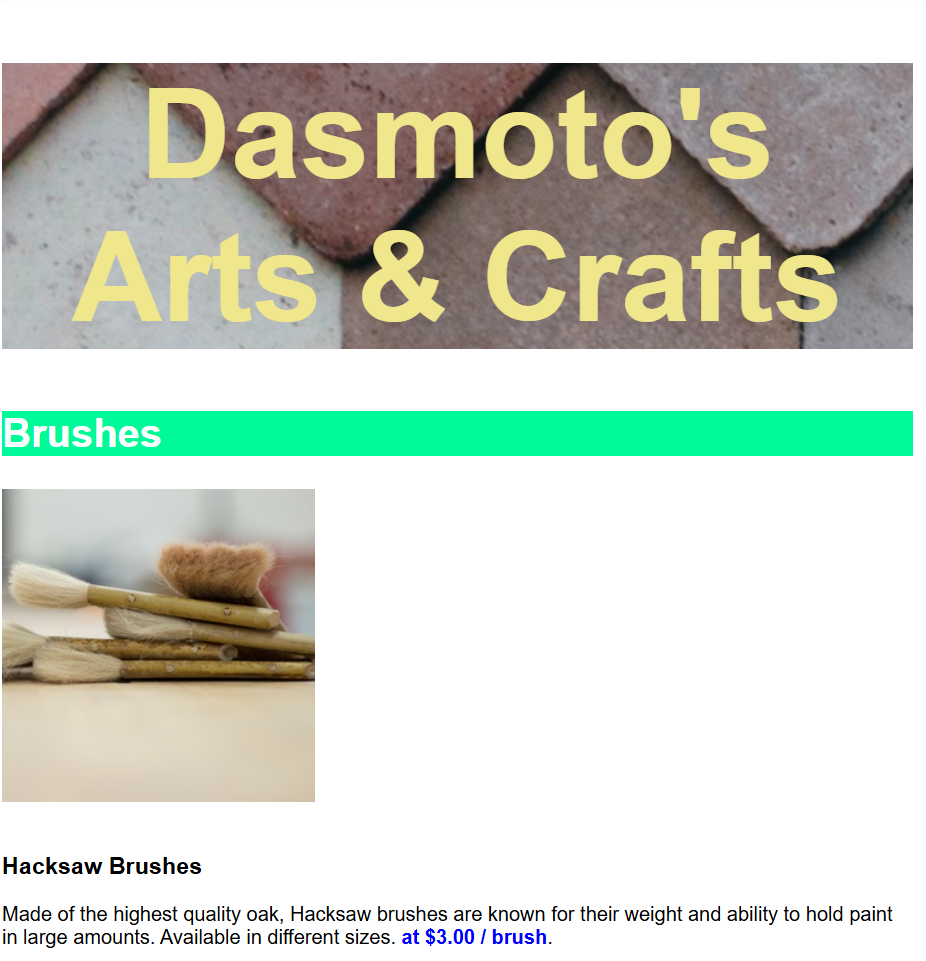 Dasmoto's
Arts & Crafts
Brushes
Hacksaw Brushes
Made of the highest quality oak, Hacksaw brushes are known for their weight and ability to hold paint
in large amounts. Available in different sizes. at $3.00 / brush.